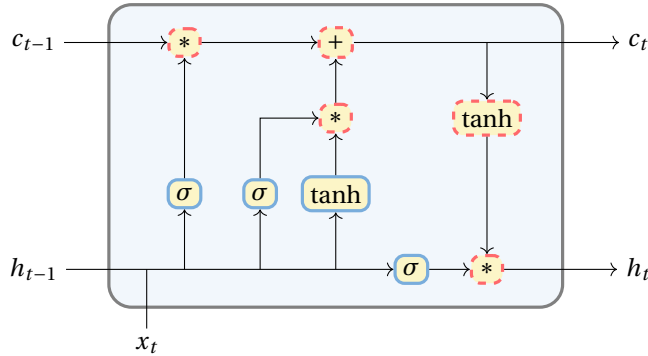 c_{t-1} * + c_t
* tanh
σ σ tanh
h_{t-1} σ * h_t
x_t